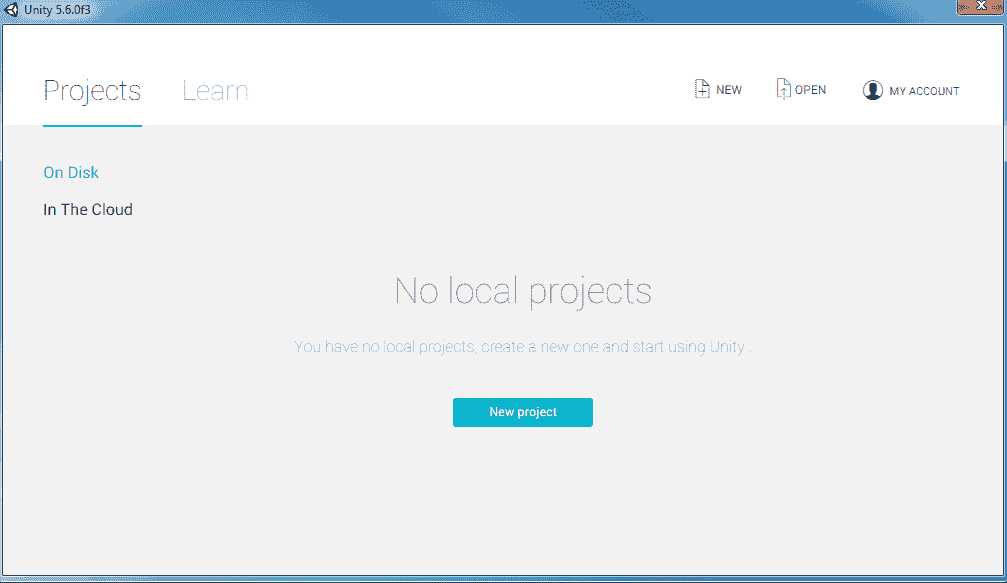 Unity 5.6.0f3
Projects Learn NEW OPEN MY ACCOUNT
On Disk
In The Cloud
No local projects
You have no local projects, create a new one and start using Unity .
New project